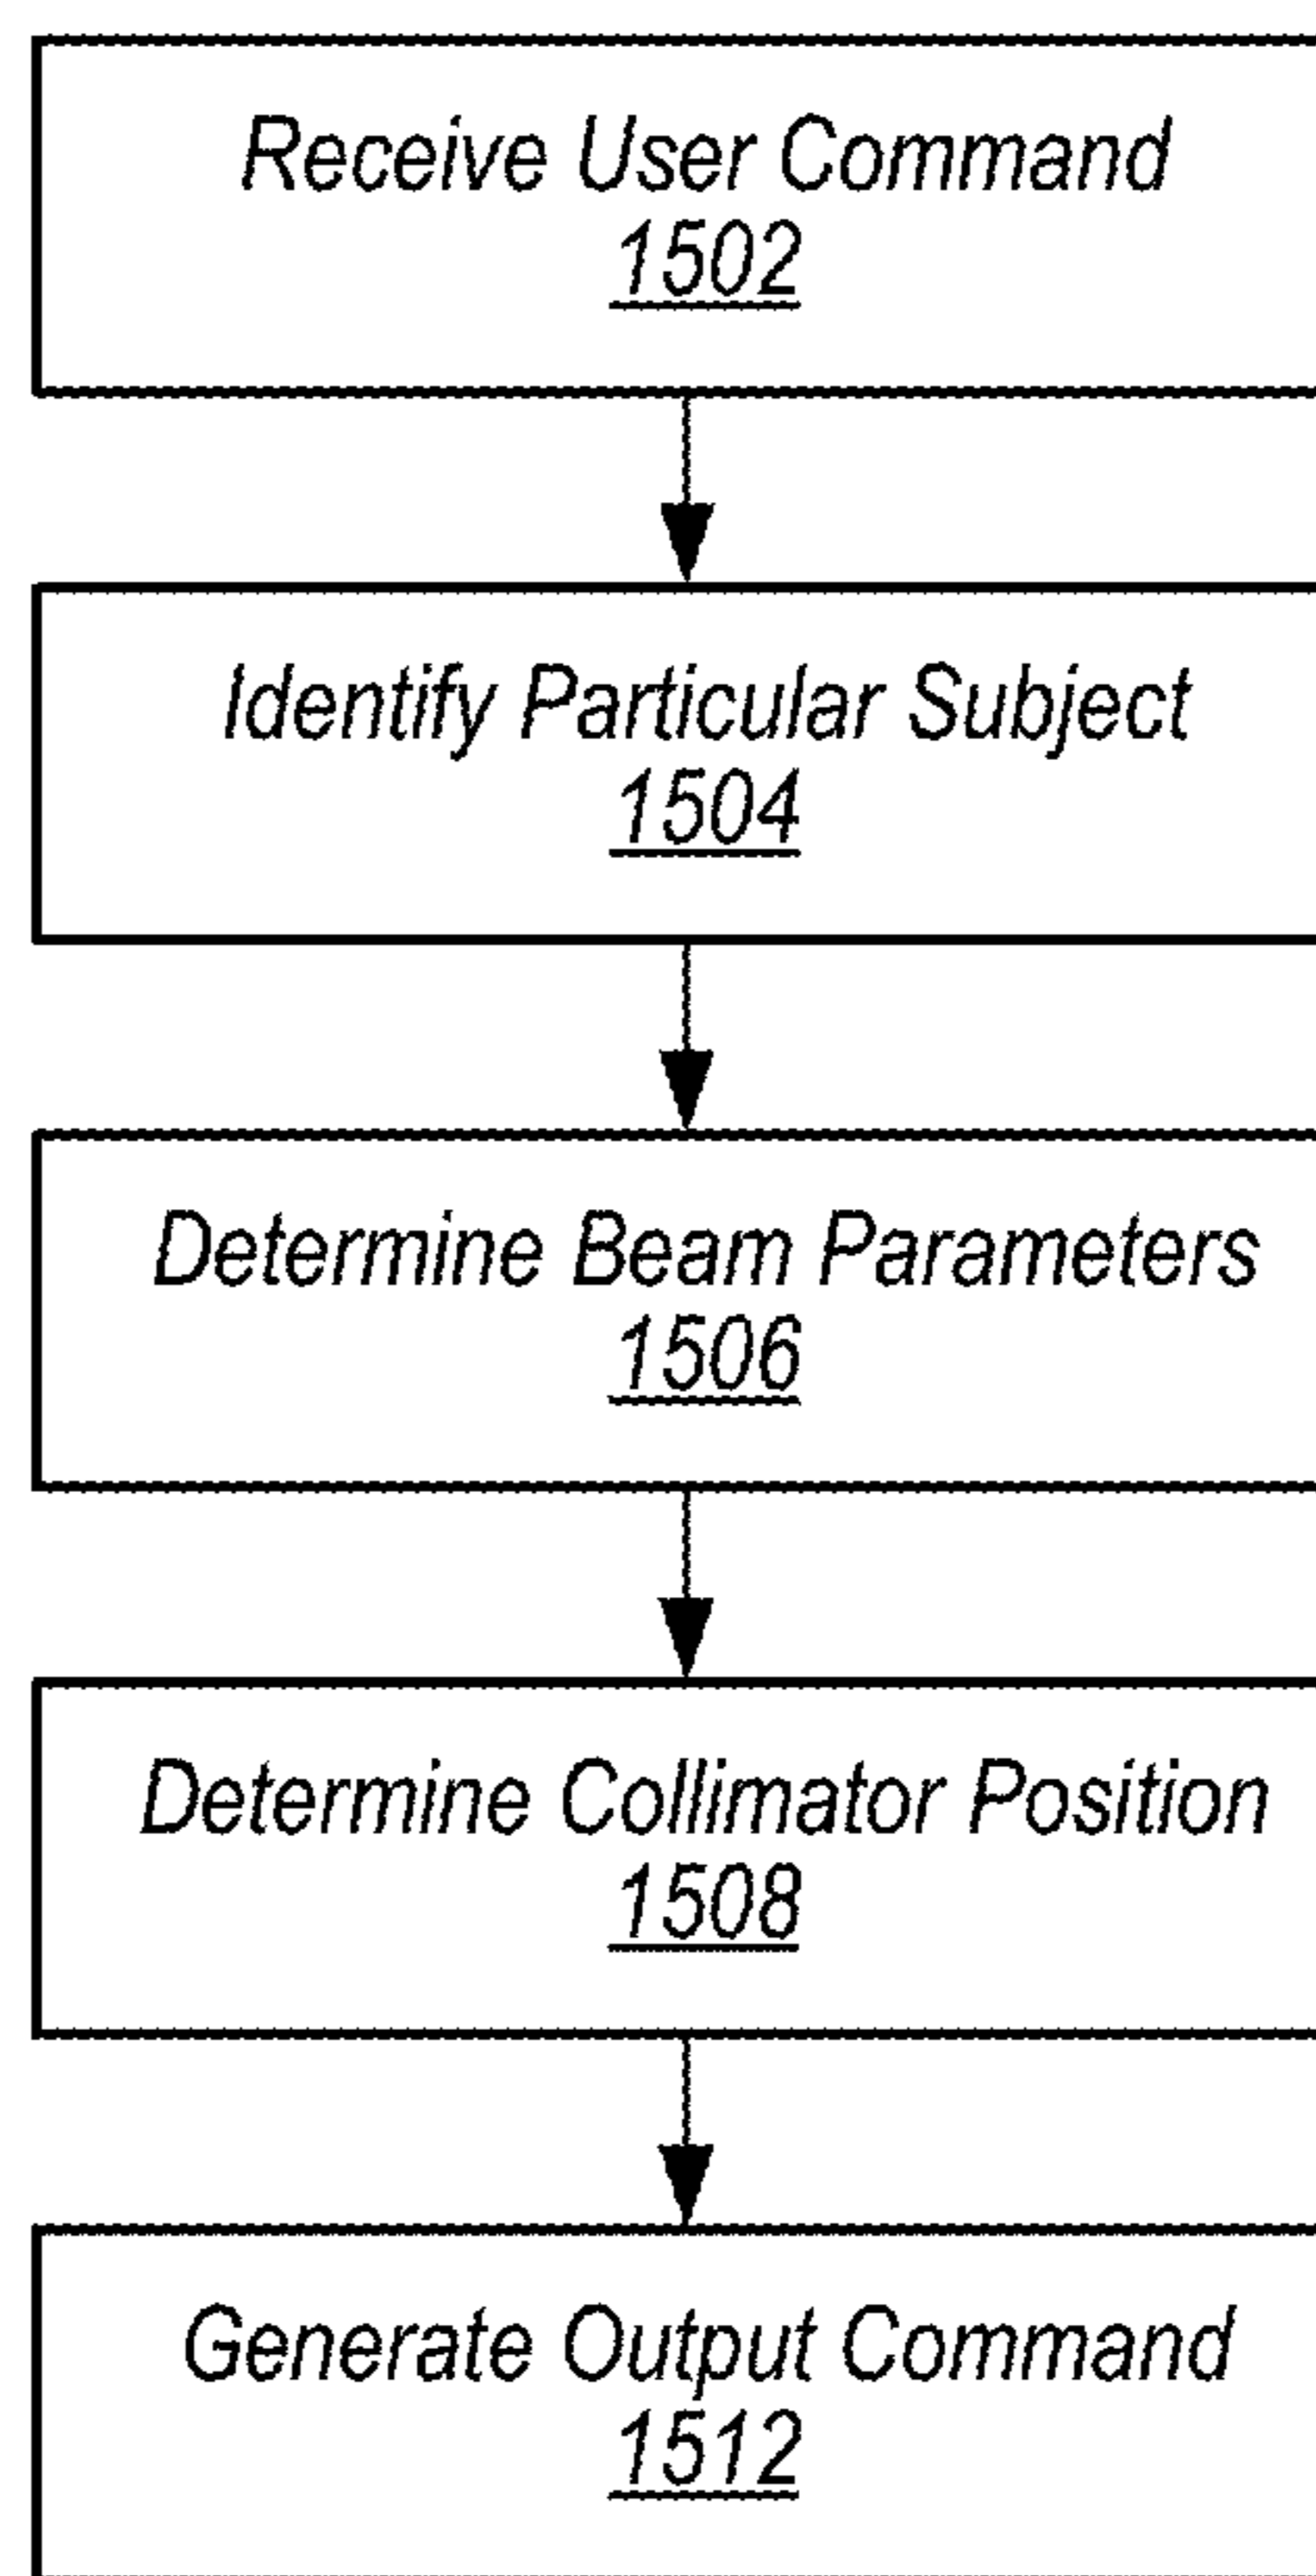 Receive User Command
1502
Identify Particular Subject
1504
Determine Beam Parameters
1506
Determine Collimator Position
1508
Generate Output Command
1512